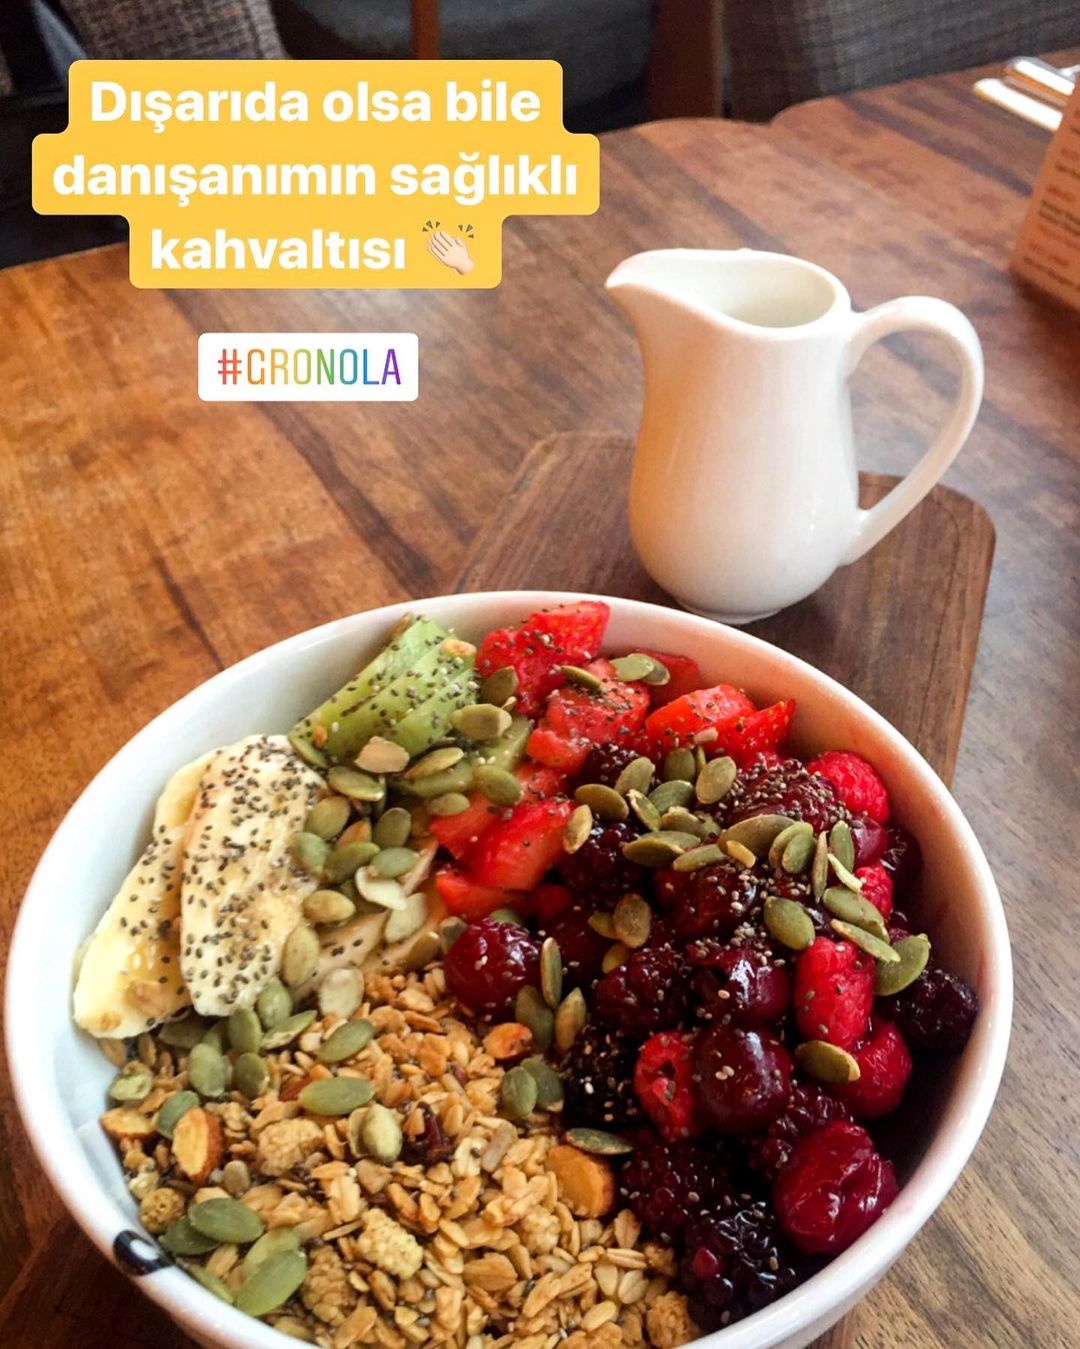 Dışarıda olsa bile
danışanımın sağlıklı
kahvaltısı 👏🏻
#GRONOLA